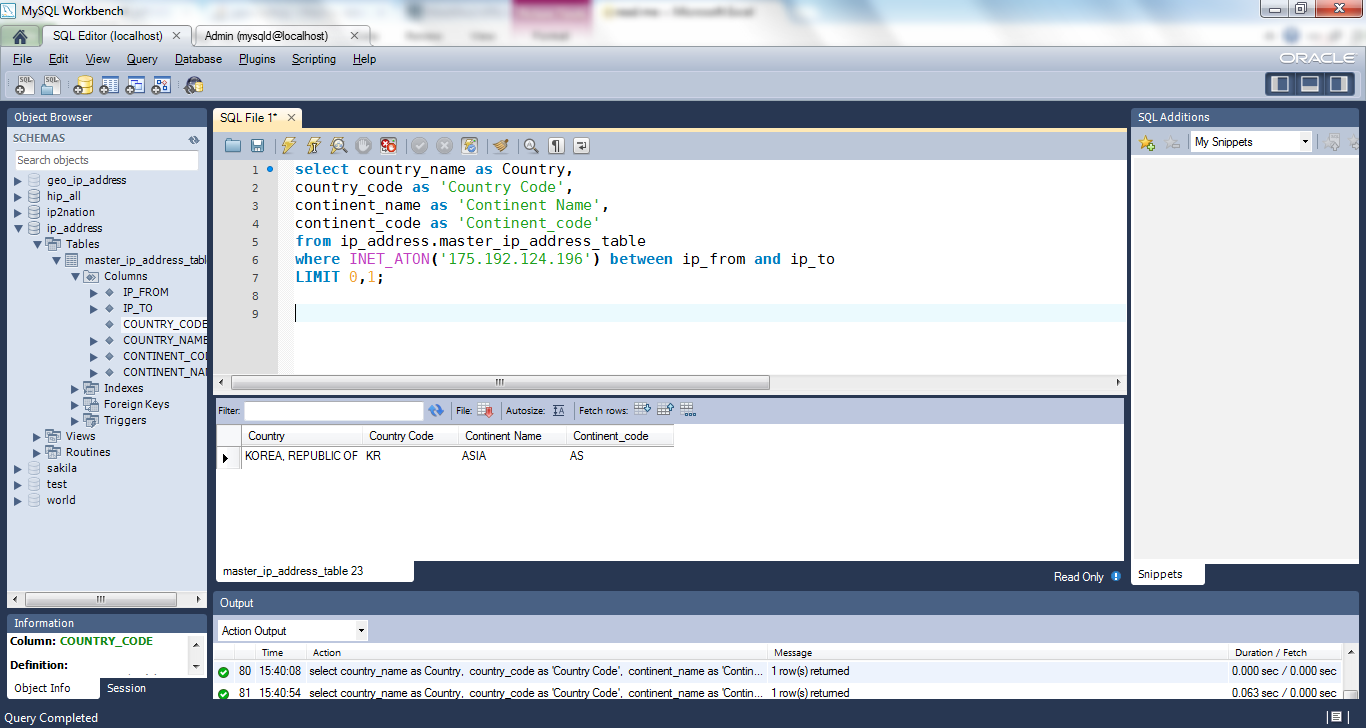 MySQL Workbench
SQL Editor (localhost)
Admin (mysqld@localhost)
File Edit View Query Database Plugins Scripting Help
ORACLE
Object Browser
SCHEMAS
Search objects
geo_ip_address
hip_all
ip2nation
ip_address
Tables
master_ip_address_tabl
Columns
IP_FROM
IP_TO
COUNTRY_CODE
COUNTRY_NAME
CONTINENT_CO
CONTINENT_NA
Indexes
Foreign Keys
Triggers
Views
Routines
sakila
test
world
Information
Column: COUNTRY_CODE
Definition:
Object Info
Session
SQL File 1*
1 select country_name as Country,
2 country_code as 'Country Code',
3 continent_name as 'Continent Name',
4 continent_code as 'Continent_code'
5 from ip_address.master_ip_address_table
6 where INET_ATON('175.192.124.196') between ip_from and ip_to
7 LIMIT 0,1;
8
9
Filter: File: Autosize: Fetch rows:
Country Country Code Continent Name Continent_code
KOREA, REPUBLIC OF KR ASIA AS
master_ip_address_table 23
Read Only
SQL Additions
My Snippets
Snippets
Output
Action Output
Time Action Message Duration / Fetch
80 15:40:08 select country_name as Country, country_code as 'Country Code', continent_name as 'Contin... 1 row(s) returned 0.000 sec / 0.000 sec
81 15:40:54 select country_name as Country, country_code as 'Country Code', continent_name as 'Contin... 1 row(s) returned 0.063 sec / 0.000 sec
Query Completed